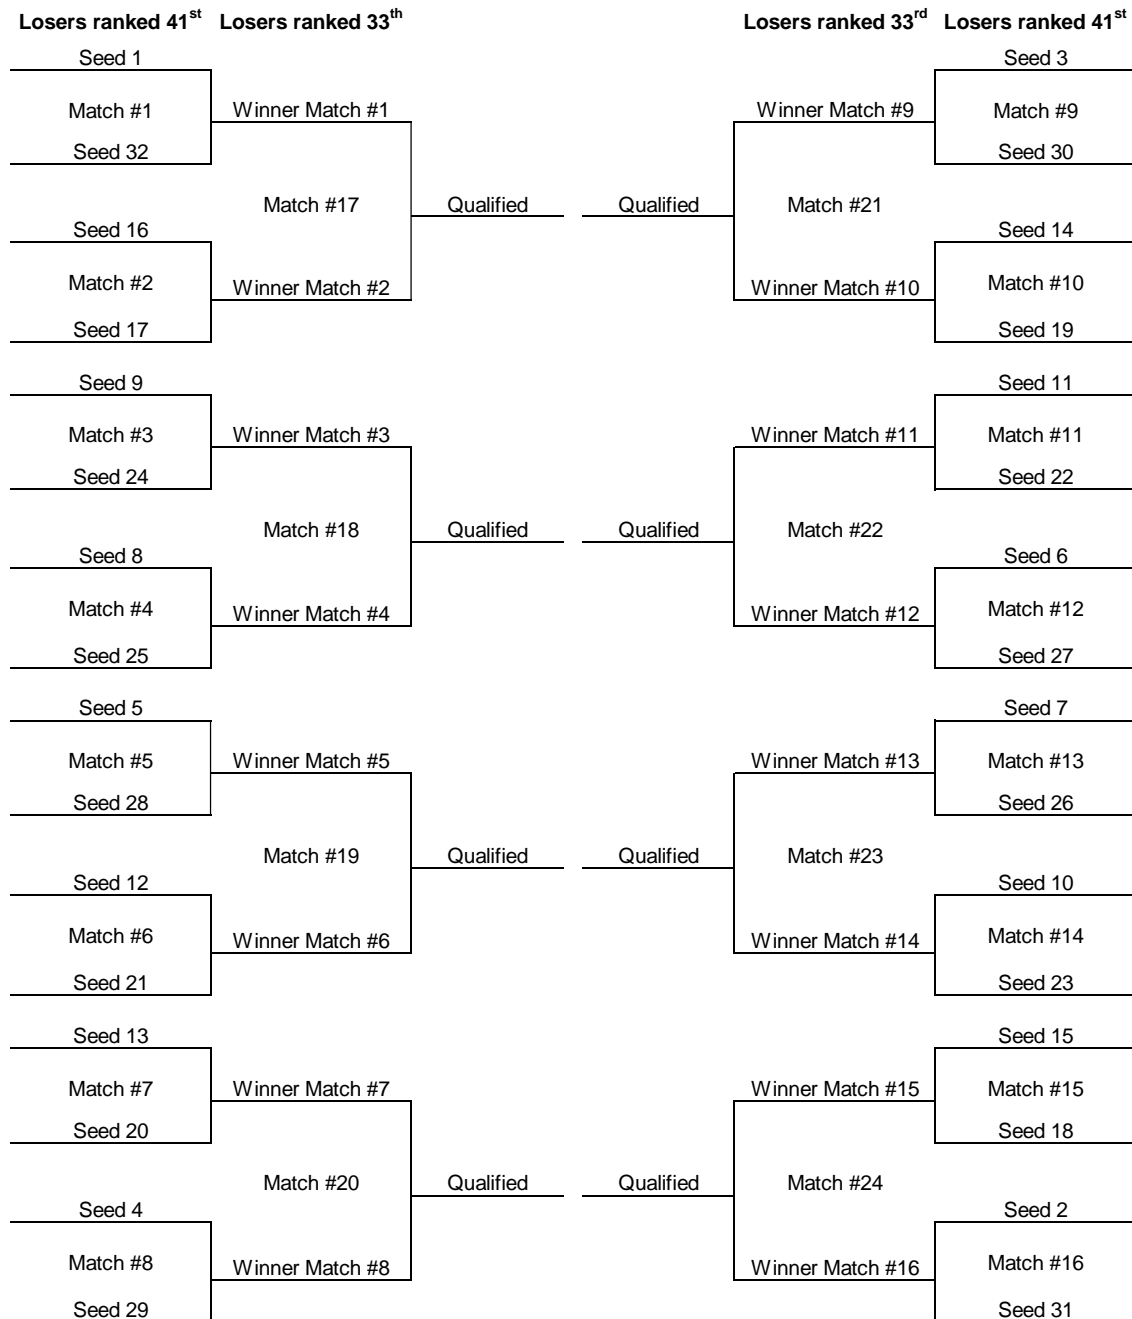 Losers ranked 41st Losers ranked 33th Losers ranked 33rd Losers ranked 41st
Seed 1 Seed 3
Match #1 Winner Match #1 Winner Match #9 Match #9
Seed 32 Seed 30
Match #17 Qualified Qualified Match #21
Seed 16 Seed 14
Match #2 Winner Match #2 Winner Match #10 Match #10
Seed 17 Seed 19
Seed 9 Seed 11
Match #3 Winner Match #3 Winner Match #11 Match #11
Seed 24 Seed 22
Match #18 Qualified Qualified Match #22
Seed 8 Seed 6
Match #4 Winner Match #4 Winner Match #12 Match #12
Seed 25 Seed 27
Seed 5 Seed 7
Match #5 Winner Match #5 Winner Match #13 Match #13
Seed 28 Seed 26
Match #19 Qualified Qualified Match #23
Seed 12 Seed 10
Match #6 Winner Match #6 Winner Match #14 Match #14
Seed 21 Seed 23
Seed 13 Seed 15
Match #7 Winner Match #7 Winner Match #15 Match #15
Seed 20 Seed 18
Match #20 Qualified Qualified Match #24
Seed 4 Seed 2
Match #8 Winner Match #8 Winner Match #16 Match #16
Seed 29 Seed 31